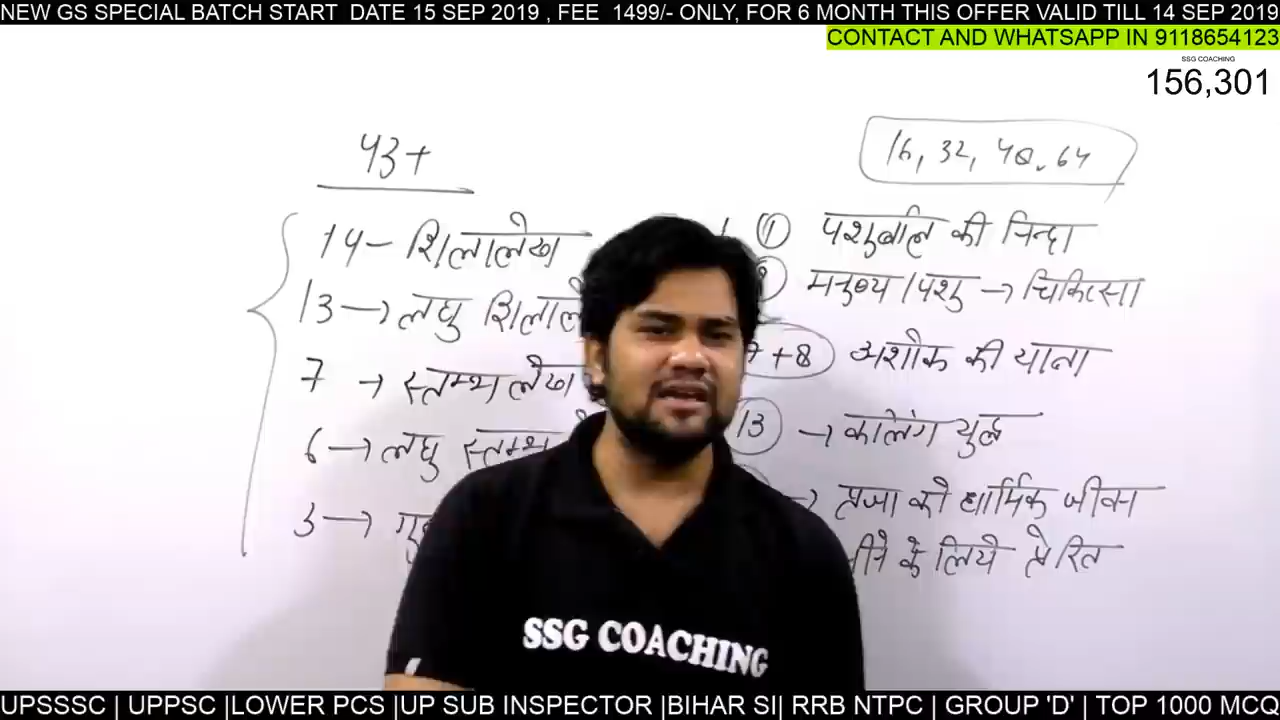 NEW GS SPECIAL BATCH START DATE 15 SEP 2019 , FEE 1499/- ONLY, FOR 6 MONTH THIS OFFER VALID TILL 14 SEP 2019
CONTACT AND WHATSAPP IN 9118654123
SSG COACHING
156,301
43+
16, 32, 48, 64
14 – शिलालेख
① पशुबलि की निन्दा
13 → लघु शिलाले
मनुष्य / पशु → चिकित्सा
7 + 8 अशोक की यात्रा
7 → स्तम्भ लेख
13 → कलिंग युद्ध
6 → लघु स्तम्भ
→ प्रजा को धार्मिक जीवन
3 →
के लिये प्रेरित
SSG COACHING
UPSSSC | UPPSC |LOWER PCS |UP SUB INSPECTOR |BIHAR SI| RRB NTPC | GROUP 'D' | TOP 1000 MCQ